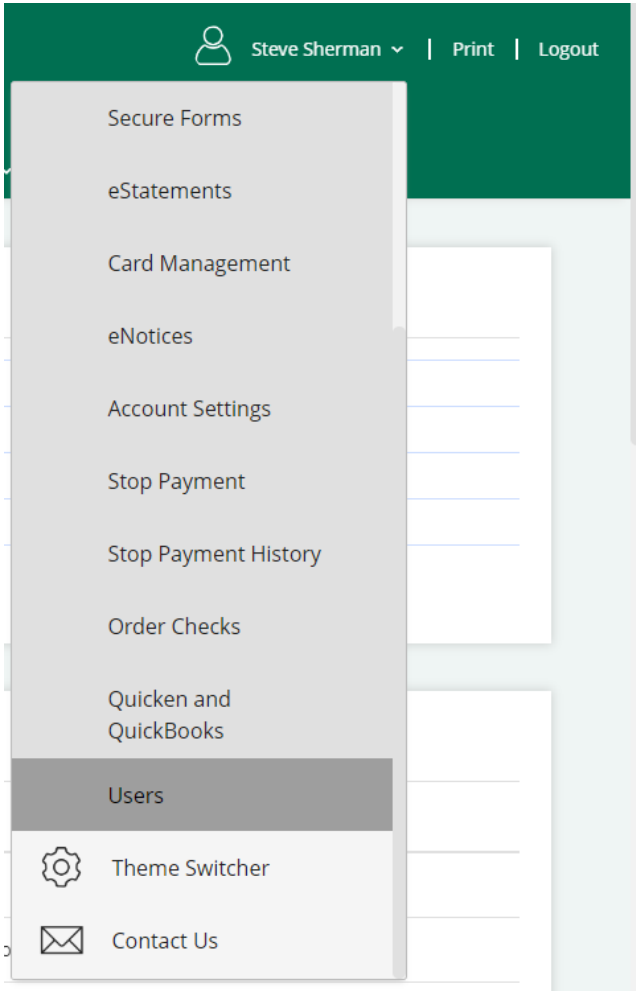 Steve Sherman | Print | Logout
Secure Forms
eStatements
Card Management
eNotices
Account Settings
Stop Payment
Stop Payment History
Order Checks
Quicken and
QuickBooks
Users
Theme Switcher
Contact Us